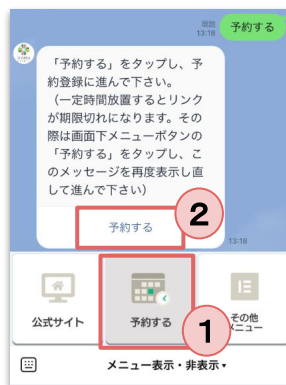 既読
13:18
予約する
「予約する」をタップし、予
約登録に進んで下さい。
（一定時間放置するとリンク
が期限切れになります。その
際は画面下メニューボタンの
「予約する」をタップし、こ
のメッセージを再度表示し直
して進んで下さい）
予約する
2
13:18
公式サイト
予約する
1
その他
メニュー
メニュー表示・非表示▾